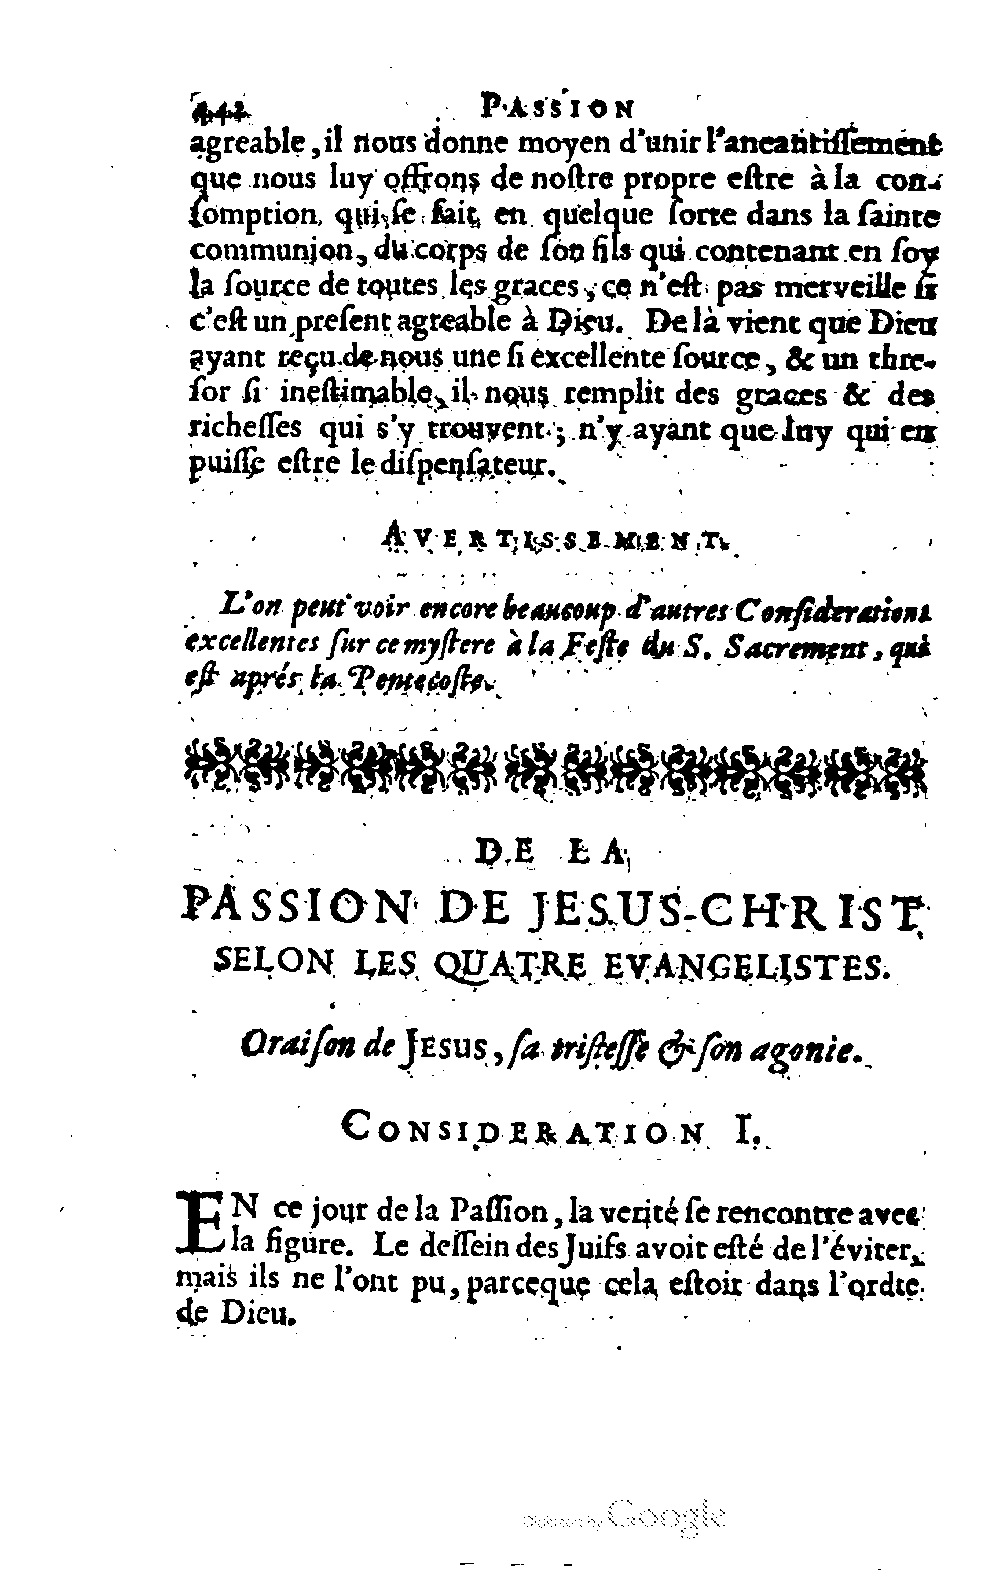 442 PASSION
agreable, il nous donne moyen d'unir l'aneantiſſement
que nous luy offrons de noſtre propre eſtre à la con-
ſomption, qui ſe fait en quelque ſorte dans la ſainte
communion, du corps de ſon fils qui contenant en ſoy
la ſource de toutes les graces, ce n'eſt pas merveille ſi
c'eſt un preſent agreable à Dieu. De là vient que Dieu
ayant reçu de nous une ſi excellente ſource, & un thre-
ſor ſi ineſtimable, il nous remplit des graces & des
richeſſes qui s'y trouvent; n'y ayant que luy qui en
puiſſe eſtre le diſpenſateur.
AVERTISSEMENT.
L'on peut voir encore beaucoup d'autres Conſiderations
excellentes ſur ce myſtere à la Feſte du S. Sacrement, qui
eſt aprés la Pentecoſte.
DE LA
PASSION DE JESUS-CHRIST
SELON LES QUATRE EVANGELISTES.
Oraiſon de JESUS, ſa triſteſſe & ſon agonie.
CONSIDERATION I.
EN ce jour de la Paſſion, la verité ſe rencontre avec
la figure. Le deſſein des Juifs avoit eſté de l'éviter,
mais ils ne l'ont pu, parceque cela eſtoit dans l'ordre
de Dieu.
Digitized by Google